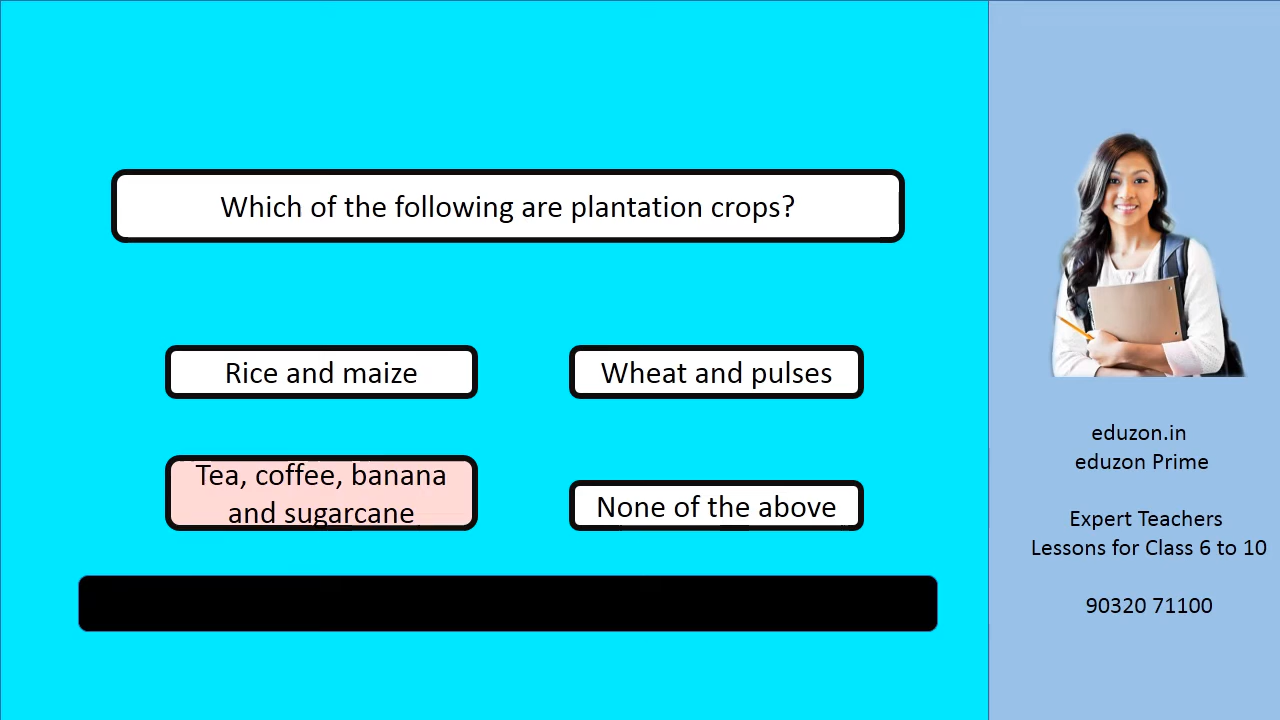 Which of the following are plantation crops?
Rice and maize
Wheat and pulses
Tea, coffee, banana
and sugarcane
None of the above
eduzon.in
eduzon Prime
Expert Teachers
Lessons for Class 6 to 10
90320 71100